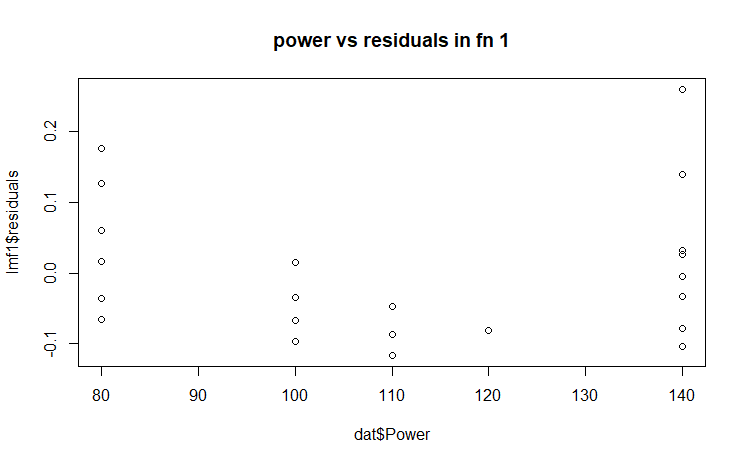 power vs residuals in fn 1
lmf1$residuals
0.2
0.1
0.0
-0.1
80 90 100 110 120 130 140
dat$Power